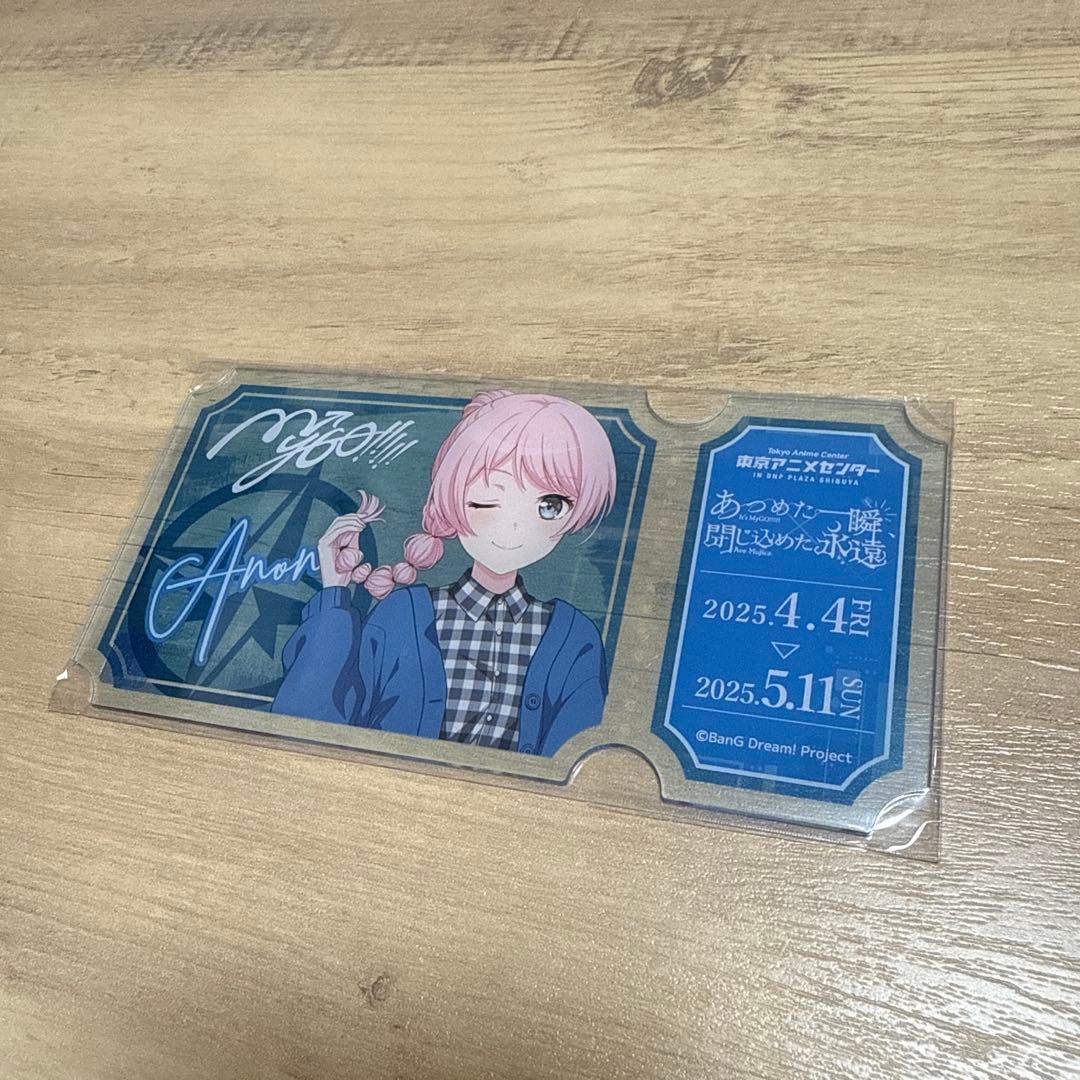 MyGO!!!!!
Anon
Tokyo Anime Center
東京アニメセンター
IN DNP PLAZA SHIBUYA
あつめた一瞬、
It's MyGO!!!!!
×
閉じ込めた永遠
Ave Mujica
2025.4.4 FRI
▽
2025.5.11 SUN
©BanG Dream! Project